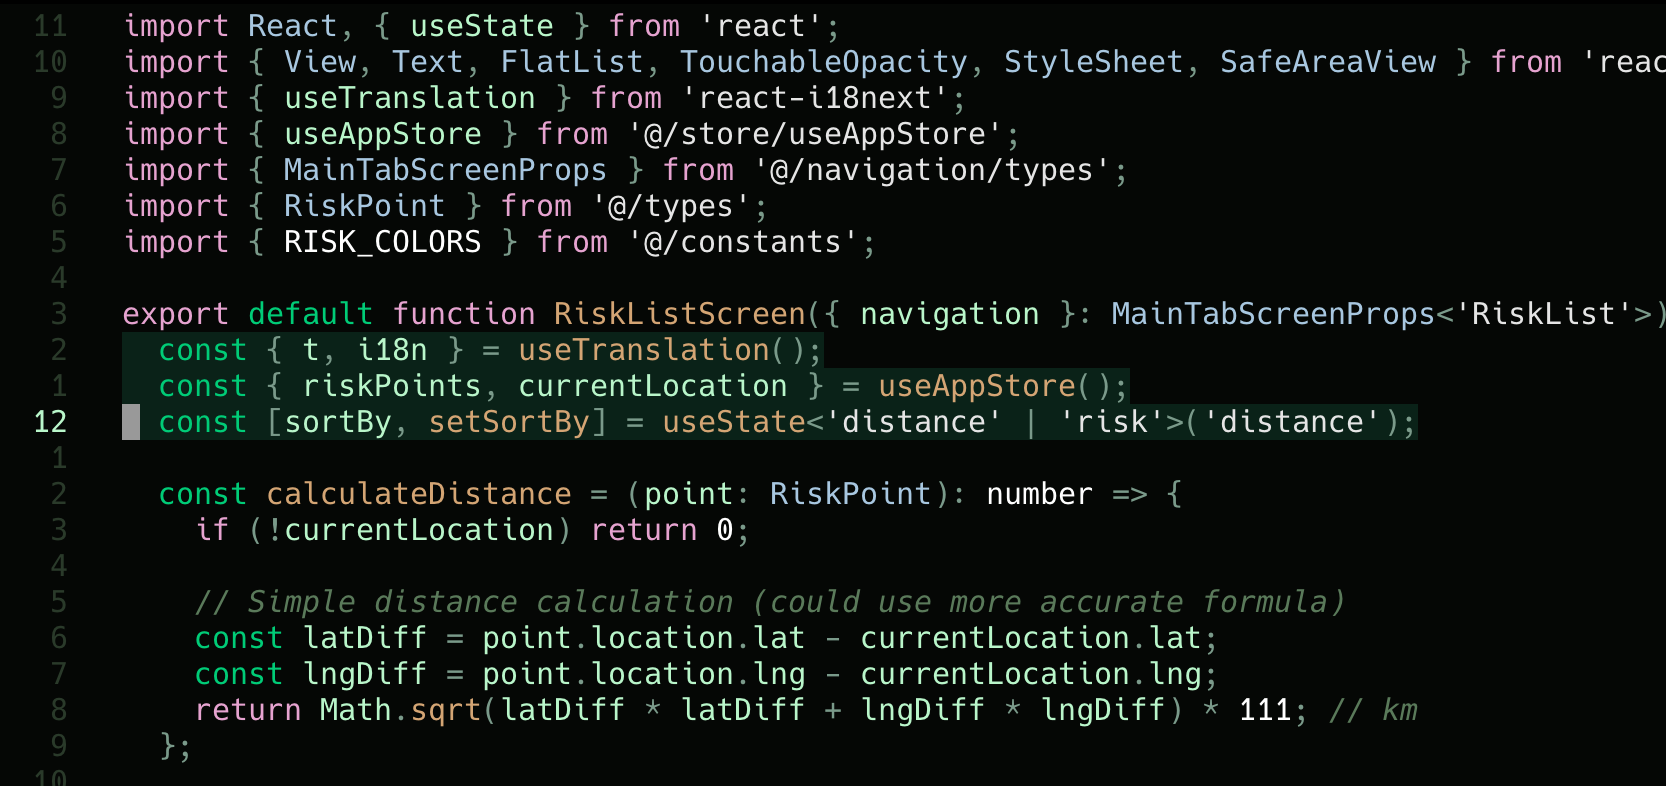 11 import React, { useState } from 'react';
10 import { View, Text, FlatList, TouchableOpacity, StyleSheet, SafeAreaView } from 'reac
9 import { useTranslation } from 'react-i18next';
8 import { useAppStore } from '@/store/useAppStore';
7 import { MainTabScreenProps } from '@/navigation/types';
6 import { RiskPoint } from '@/types';
5 import { RISK_COLORS } from '@/constants';
4
3 export default function RiskListScreen({ navigation }: MainTabScreenProps<'RiskList'>)
2   const { t, i18n } = useTranslation();
1   const { riskPoints, currentLocation } = useAppStore();
12   const [sortBy, setSortBy] = useState<'distance' | 'risk'>('distance');
1
2   const calculateDistance = (point: RiskPoint): number => {
3     if (!currentLocation) return 0;
4
5     // Simple distance calculation (could use more accurate formula)
6     const latDiff = point.location.lat - currentLocation.lat;
7     const lngDiff = point.location.lng - currentLocation.lng;
8     return Math.sqrt(latDiff * latDiff + lngDiff * lngDiff) * 111; // km
9   };
10